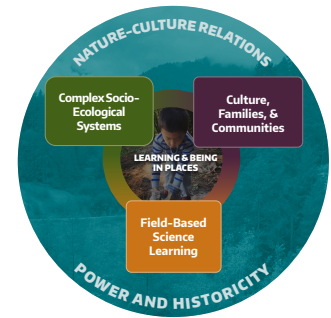 NATURE-CULTURE RELATIONS
Complex Socio-
Ecological
Systems
Culture,
Families, &
Communities
LEARNING & BEING
IN PLACES
Field-Based
Science
Learning
POWER AND HISTORICITY